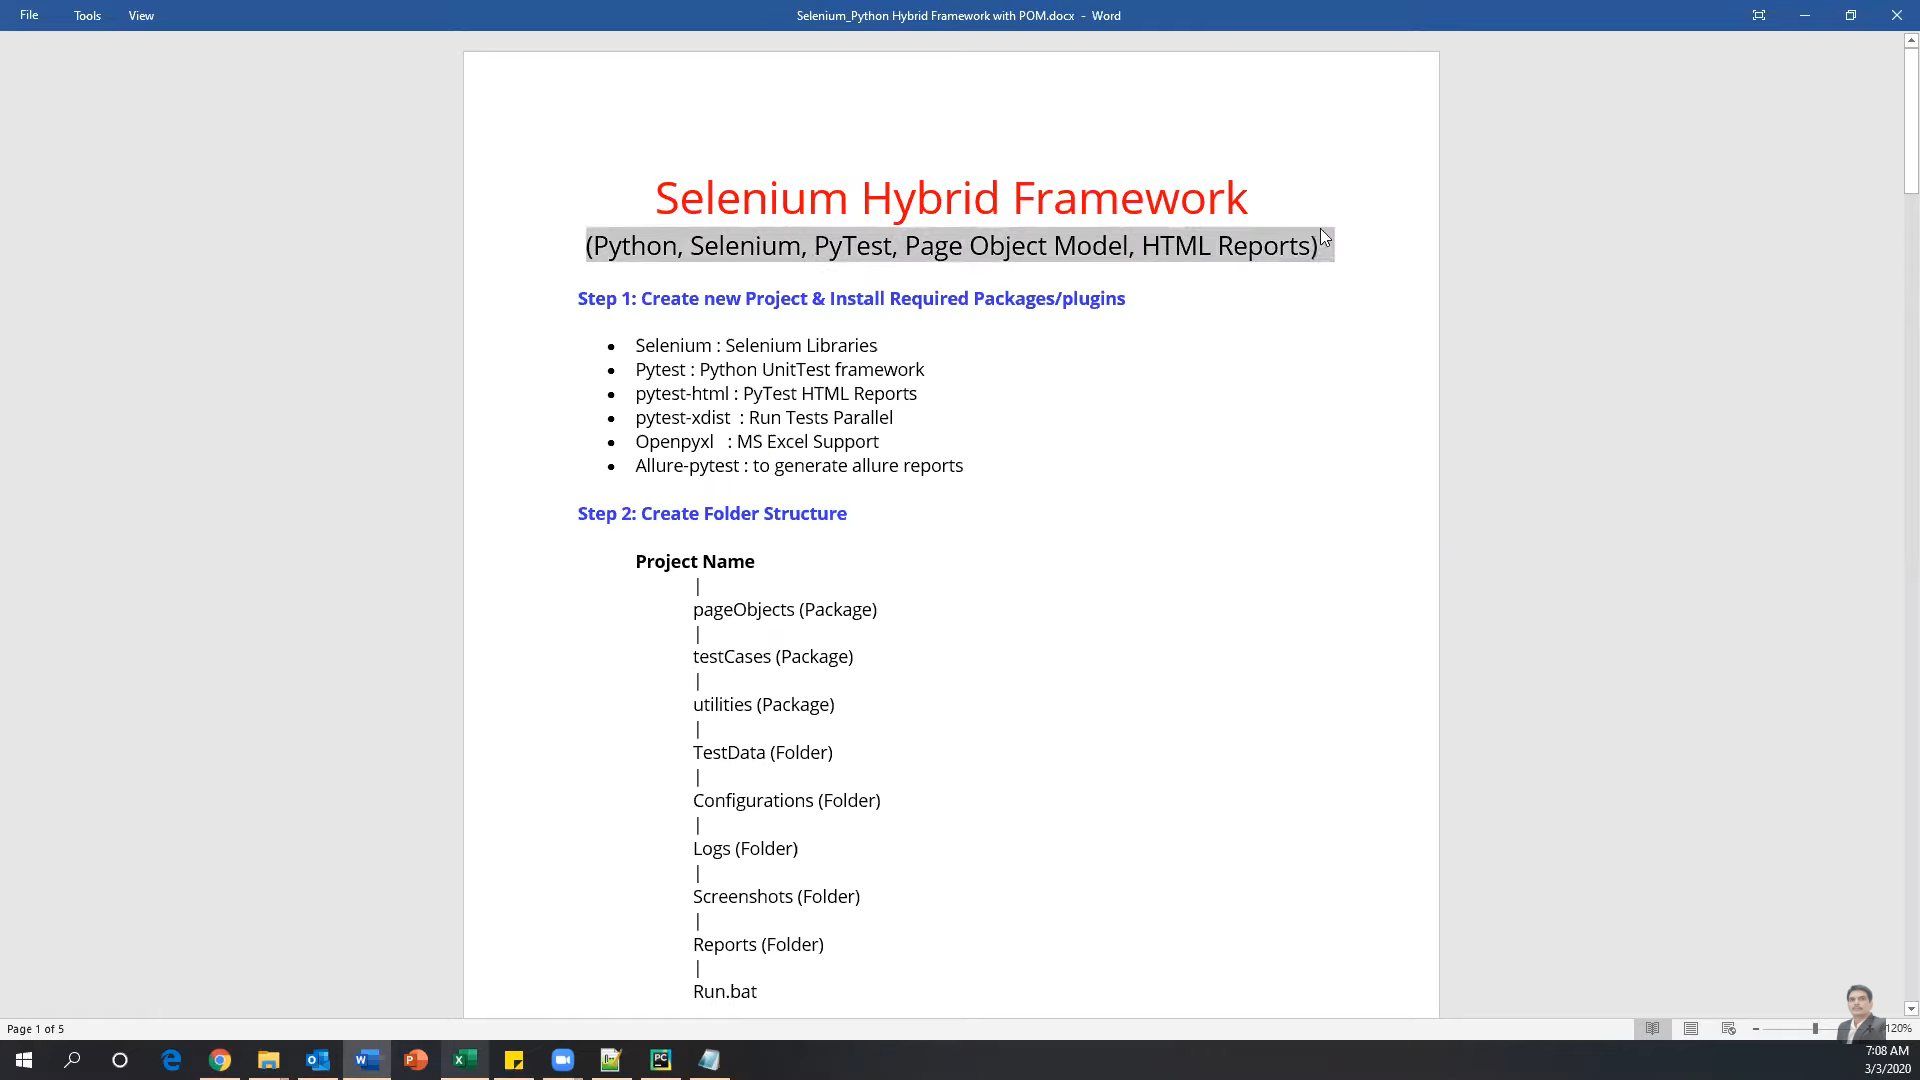 File Tools View Selenium_Python Hybrid Framework with POM.docx - Word
Selenium Hybrid Framework
(Python, Selenium, PyTest, Page Object Model, HTML Reports)
Step 1: Create new Project & Install Required Packages/plugins
• Selenium : Selenium Libraries
• Pytest : Python UnitTest framework
• pytest-html : PyTest HTML Reports
• pytest-xdist : Run Tests Parallel
• Openpyxl : MS Excel Support
• Allure-pytest : to generate allure reports
Step 2: Create Folder Structure
Project Name
|
pageObjects (Package)
|
testCases (Package)
|
utilities (Package)
|
TestData (Folder)
|
Configurations (Folder)
|
Logs (Folder)
|
Screenshots (Folder)
|
Reports (Folder)
|
Run.bat
Page 1 of 5
120%
7:08 AM
3/3/2020